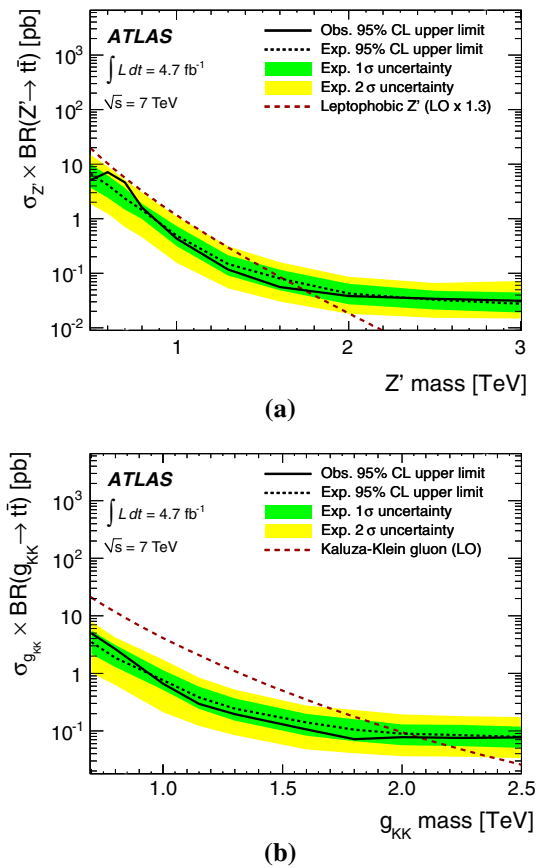 σ_Z' × BR(Z'→ tt̄) [pb]
ATLAS
∫ L dt = 4.7 fb⁻¹
√s = 7 TeV
Obs. 95% CL upper limit
Exp. 95% CL upper limit
Exp. 1σ uncertainty
Exp. 2σ uncertainty
Leptophobic Z' (LO x 1.3)
10³
10²
10
1
10⁻¹
10⁻²
1
2
3
Z' mass [TeV]
(a)
σ_g_KK × BR(g_KK → tt̄) [pb]
ATLAS
∫ L dt = 4.7 fb⁻¹
√s = 7 TeV
Obs. 95% CL upper limit
Exp. 95% CL upper limit
Exp. 1σ uncertainty
Exp. 2σ uncertainty
Kaluza-Klein gluon (LO)
10³
10²
10
1
10⁻¹
10⁻²
1.0
1.5
2.0
2.5
g_KK mass [TeV]
(b)